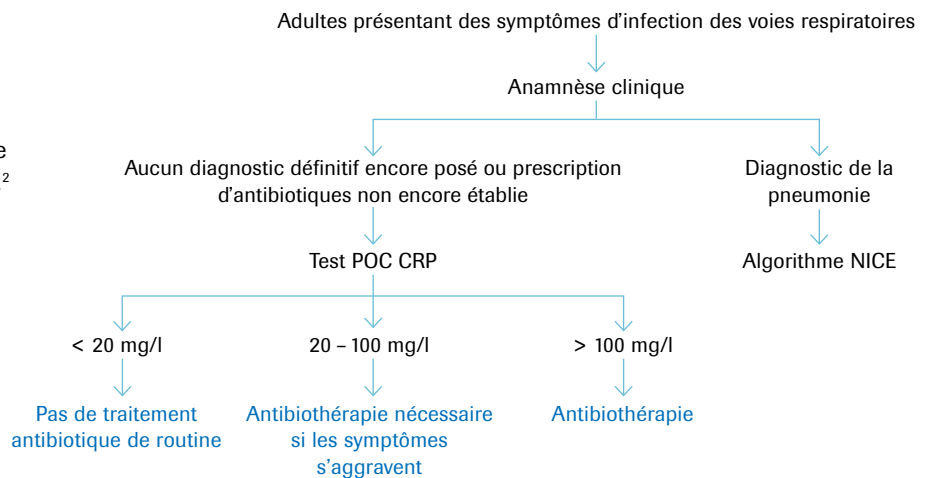 Adultes présentant des symptômes d’infection des voies respiratoires
Anamnèse clinique
e
2
Aucun diagnostic définitif encore posé ou prescription
d’antibiotiques non encore établie
Diagnostic de la
pneumonie
Test POC CRP
Algorithme NICE
< 20 mg/l
20 – 100 mg/l
> 100 mg/l
Pas de traitement
antibiotique de routine
Antibiothérapie nécessaire
si les symptômes
s’aggravent
Antibiothérapie